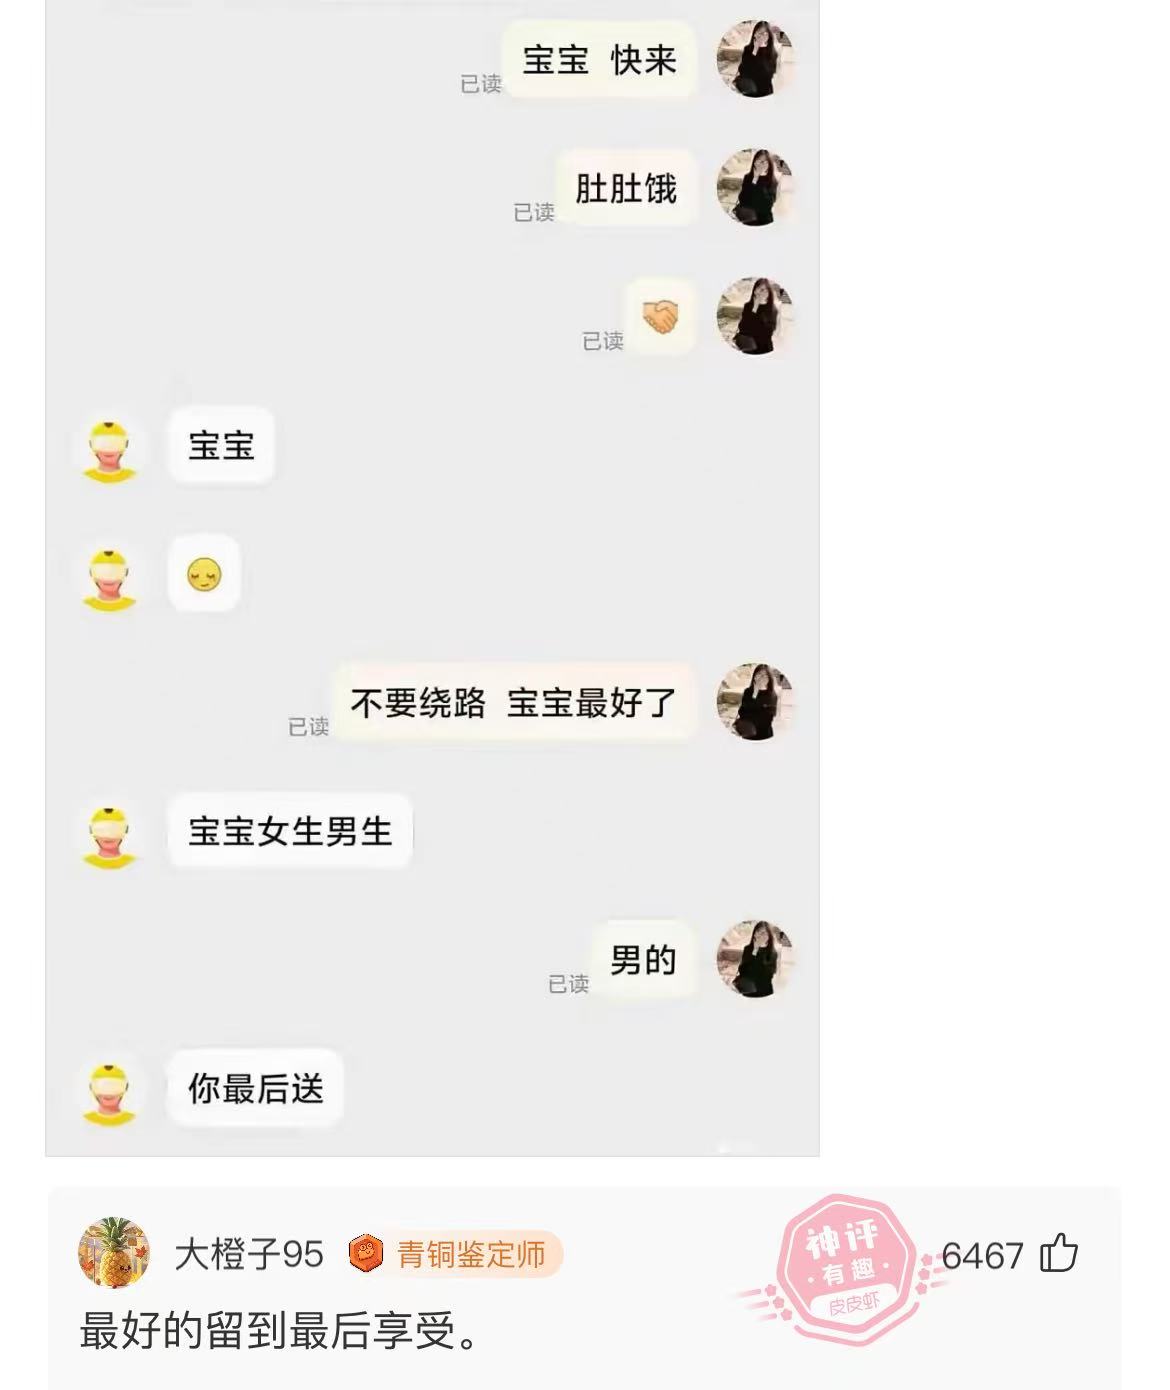 宝宝 快来
已读
肚肚饿
已读
已读
宝宝
不要绕路 宝宝最好了
已读
宝宝女生男生
男的
已读
你最后送
大橙子95 青铜鉴定师
神评
·有趣·
皮皮虾
6467
最好的留到最后享受。